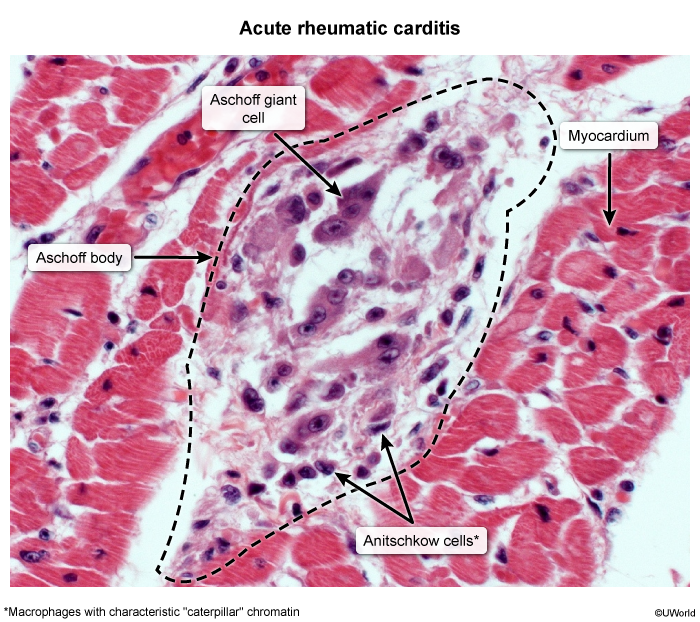 Acute rheumatic carditis
Aschoff giant
cell
Myocardium
Aschoff body
Anitschkow cells*
*Macrophages with characteristic "caterpillar" chromatin
©UWorld